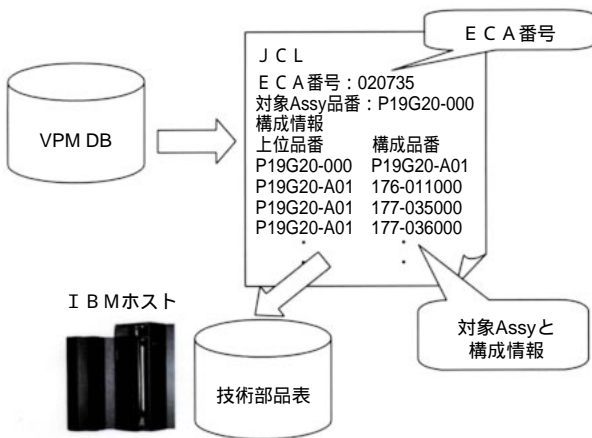 ＥＣＡ番号
ＪＣＬ
ＥＣＡ番号：020735
対象Assy品番：P19G20-000
構成情報
上位品番 構成品番
P19G20-000 P19G20-A01
P19G20-A01 176-011000
P19G20-A01 177-035000
P19G20-A01 177-036000
VPM DB
ＩＢＭホスト
技術部品表
対象Assyと
構成情報